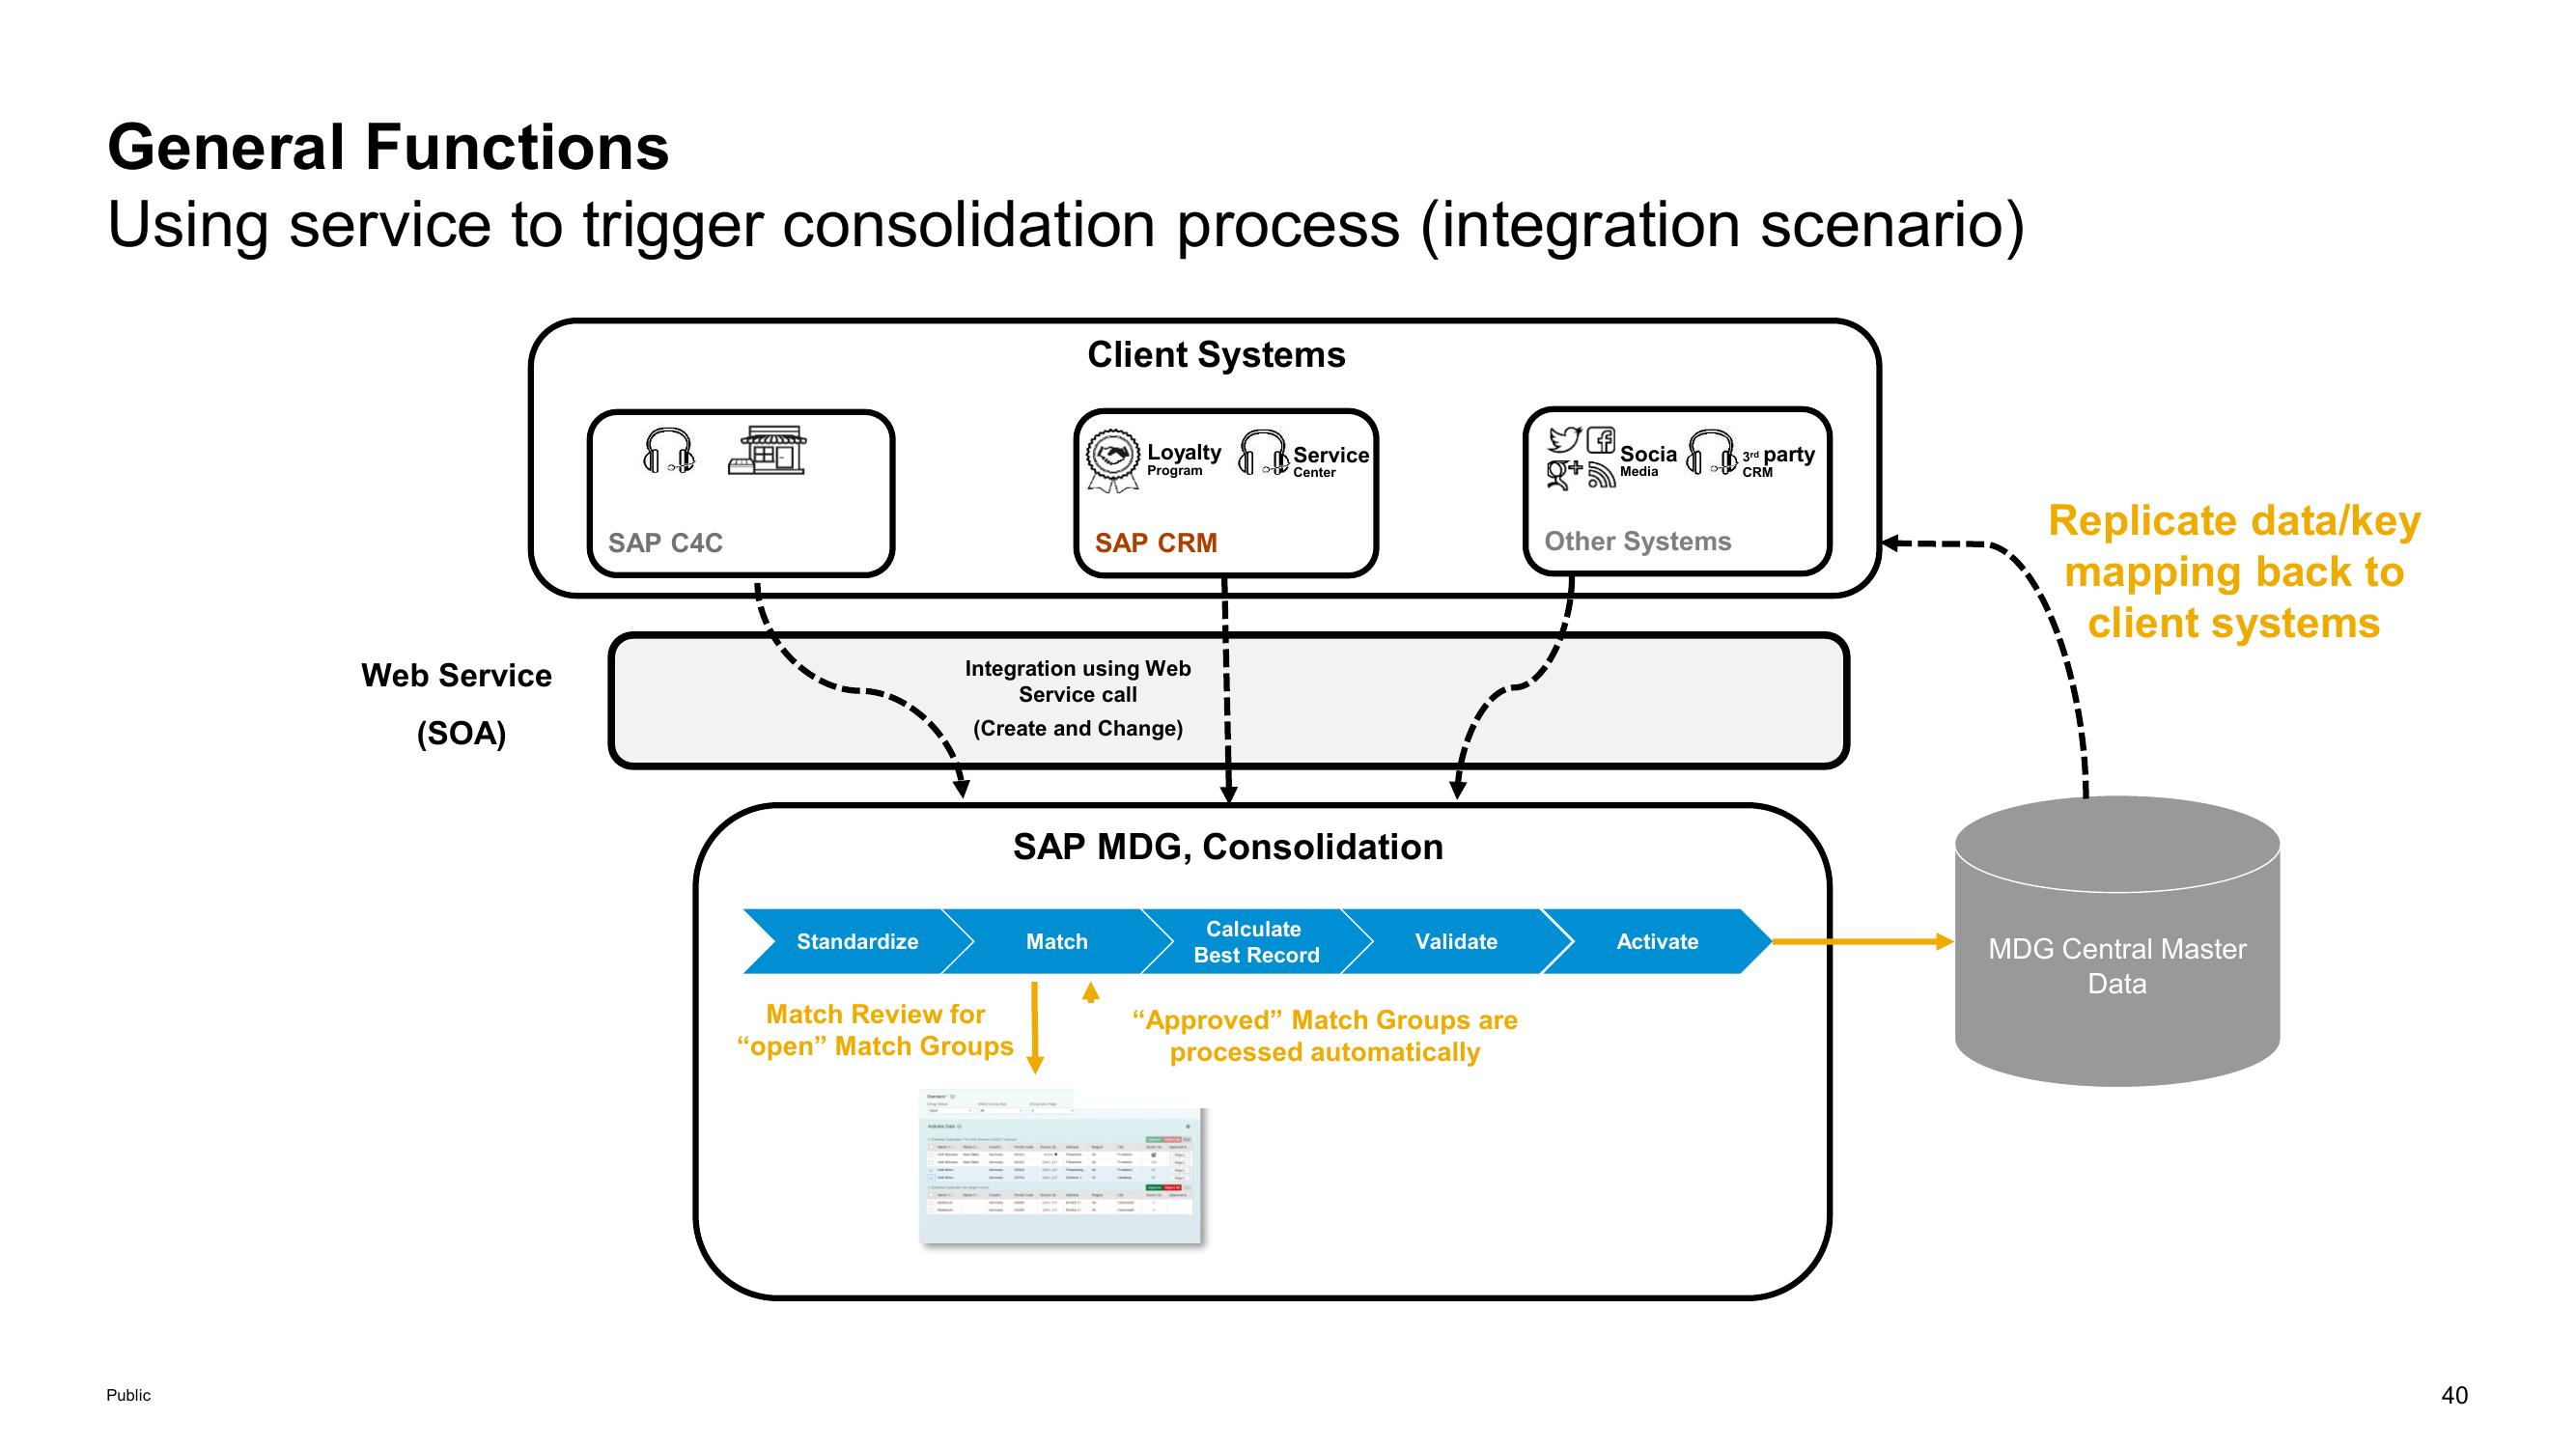 General Functions
Using service to trigger consolidation process (integration scenario)
Client Systems
SAP C4C
Loyalty
Program
Service
Center
SAP CRM
Socia
Media
3rd party
CRM
Other Systems
Replicate data/key
mapping back to
client systems
Web Service
(SOA)
Integration using Web
Service call
(Create and Change)
SAP MDG, Consolidation
Standardize
Match
Calculate
Best Record
Validate
Activate
Match Review for
“open” Match Groups
“Approved” Match Groups are
processed automatically
MDG Central Master
Data
Public
40